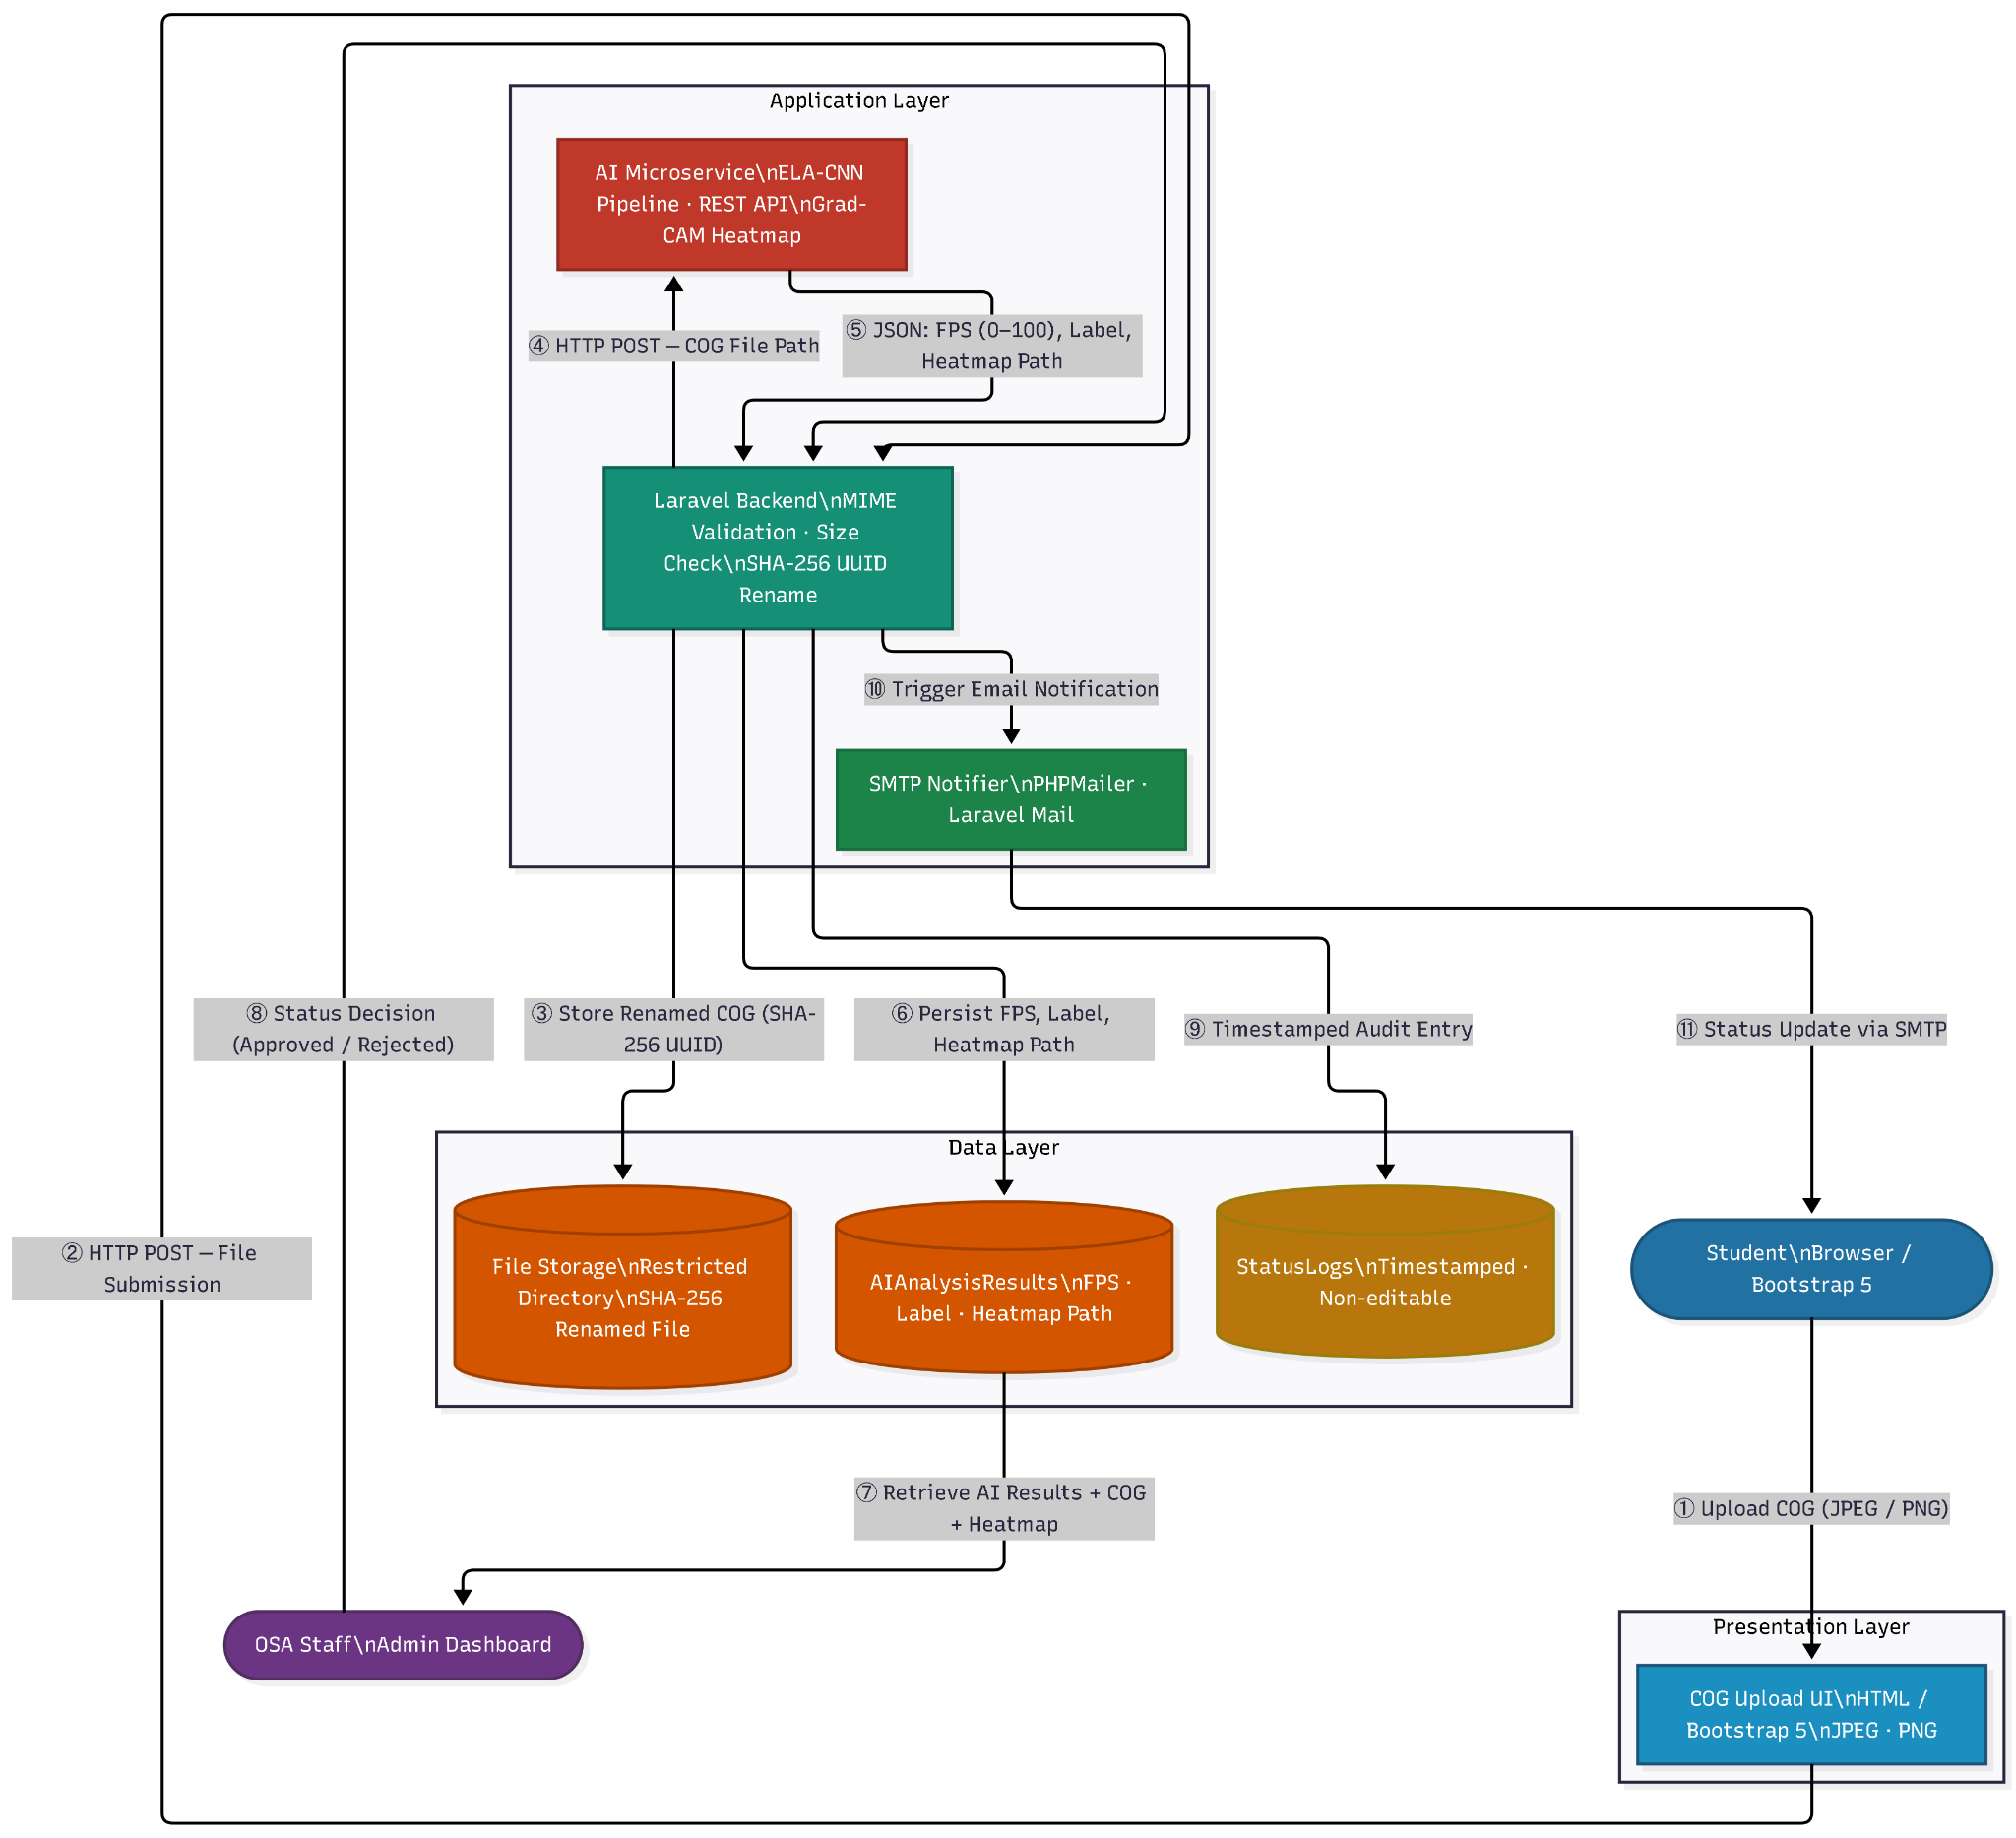 Application Layer
AI Microservice\nELA-CNN
Pipeline · REST API\nGrad-
CAM Heatmap
④ HTTP POST — COG File Path
⑤ JSON: FPS (0–100), Label,
Heatmap Path
Laravel Backend\nMIME
Validation · Size
Check\nSHA-256 UUID
Rename
⑩ Trigger Email Notification
SMTP Notifier\nPHPMailer ·
Laravel Mail
⑧ Status Decision
(Approved / Rejected)
③ Store Renamed COG (SHA-
256 UUID)
⑥ Persist FPS, Label,
Heatmap Path
⑨ Timestamped Audit Entry
⑪ Status Update via SMTP
Data Layer
② HTTP POST — File
Submission
File Storage\nRestricted
Directory\nSHA-256
Renamed File
AIAnalysisResults\nFPS ·
Label · Heatmap Path
StatusLogs\nTimestamped ·
Non-editable
Student\nBrowser /
Bootstrap 5
⑦ Retrieve AI Results + COG
+ Heatmap
① Upload COG (JPEG / PNG)
OSA Staff\nAdmin Dashboard
Presentation Layer
COG Upload UI\nHTML /
Bootstrap 5\nJPEG · PNG